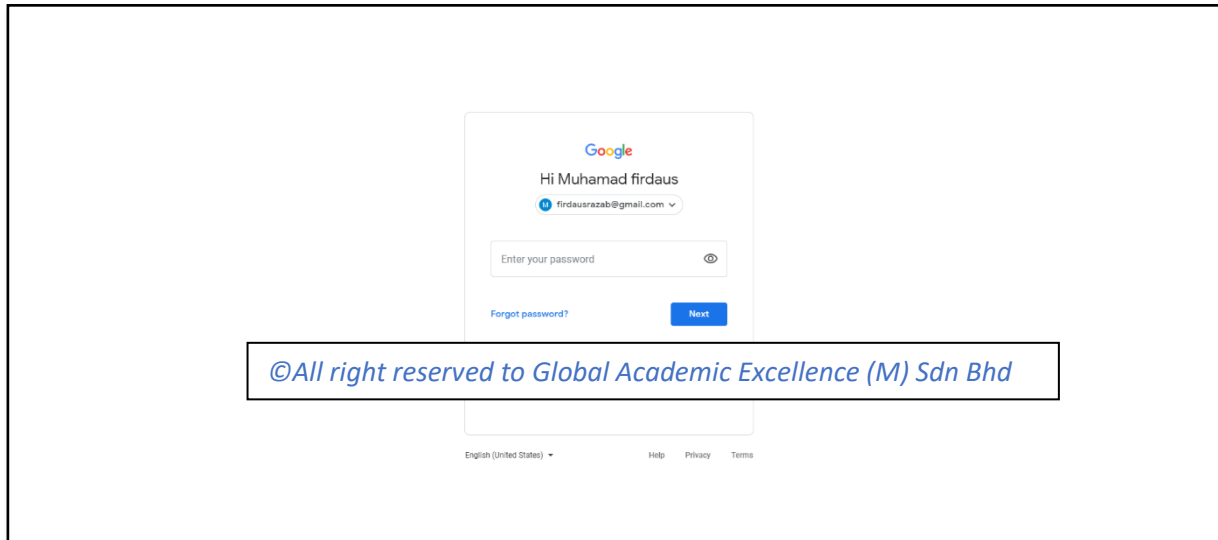 Google
Hi Muhamad firdaus
M firdausrazab@gmail.com
Enter your password
Forgot password? Next
©All right reserved to Global Academic Excellence (M) Sdn Bhd
English (United States) Help Privacy Terms